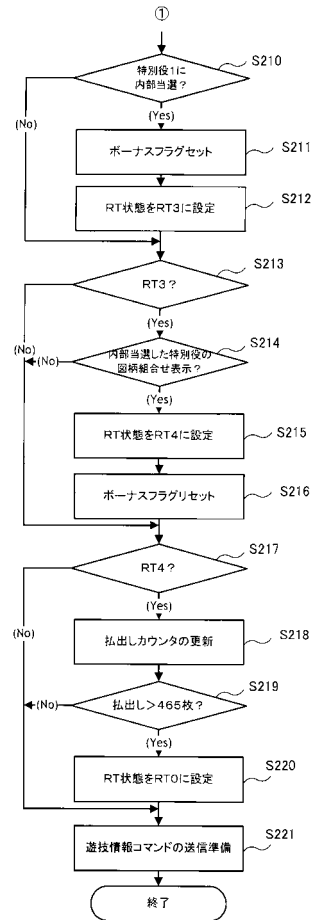 ①
S210
特別役1に
内部当選？
(No)
(Yes)
S211
ボーナスフラグセット
S212
RT状態をRT3に設定
S213
RT3？
(Yes)
S214
(No)
(No)
内部当選した特別役の
図柄組合せ表示？
(Yes)
S215
RT状態をRT4に設定
S216
ボーナスフラグリセット
S217
RT4？
(No)
(Yes)
S218
払出しカウンタの更新
S219
(No)
払出し＞465枚？
(Yes)
S220
RT状態をRT0に設定
S221
遊技情報コマンドの送信準備
終了